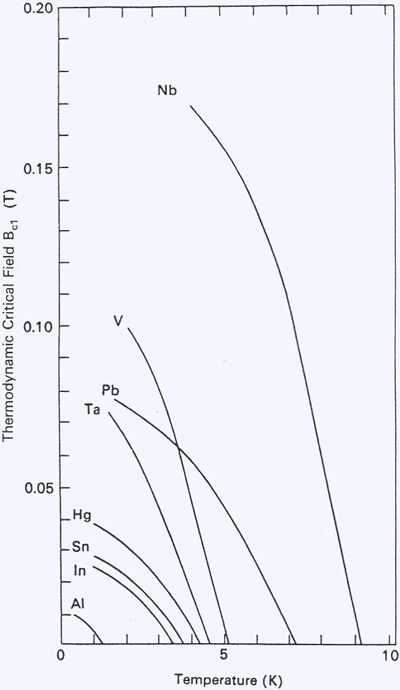 0.20
Nb
0.15
Thermodynamic Critical Field Bc1 (T)
V
0.10
Pb
Ta
0.05
Hg
Sn
In
Al
0 5 10
Temperature (K)